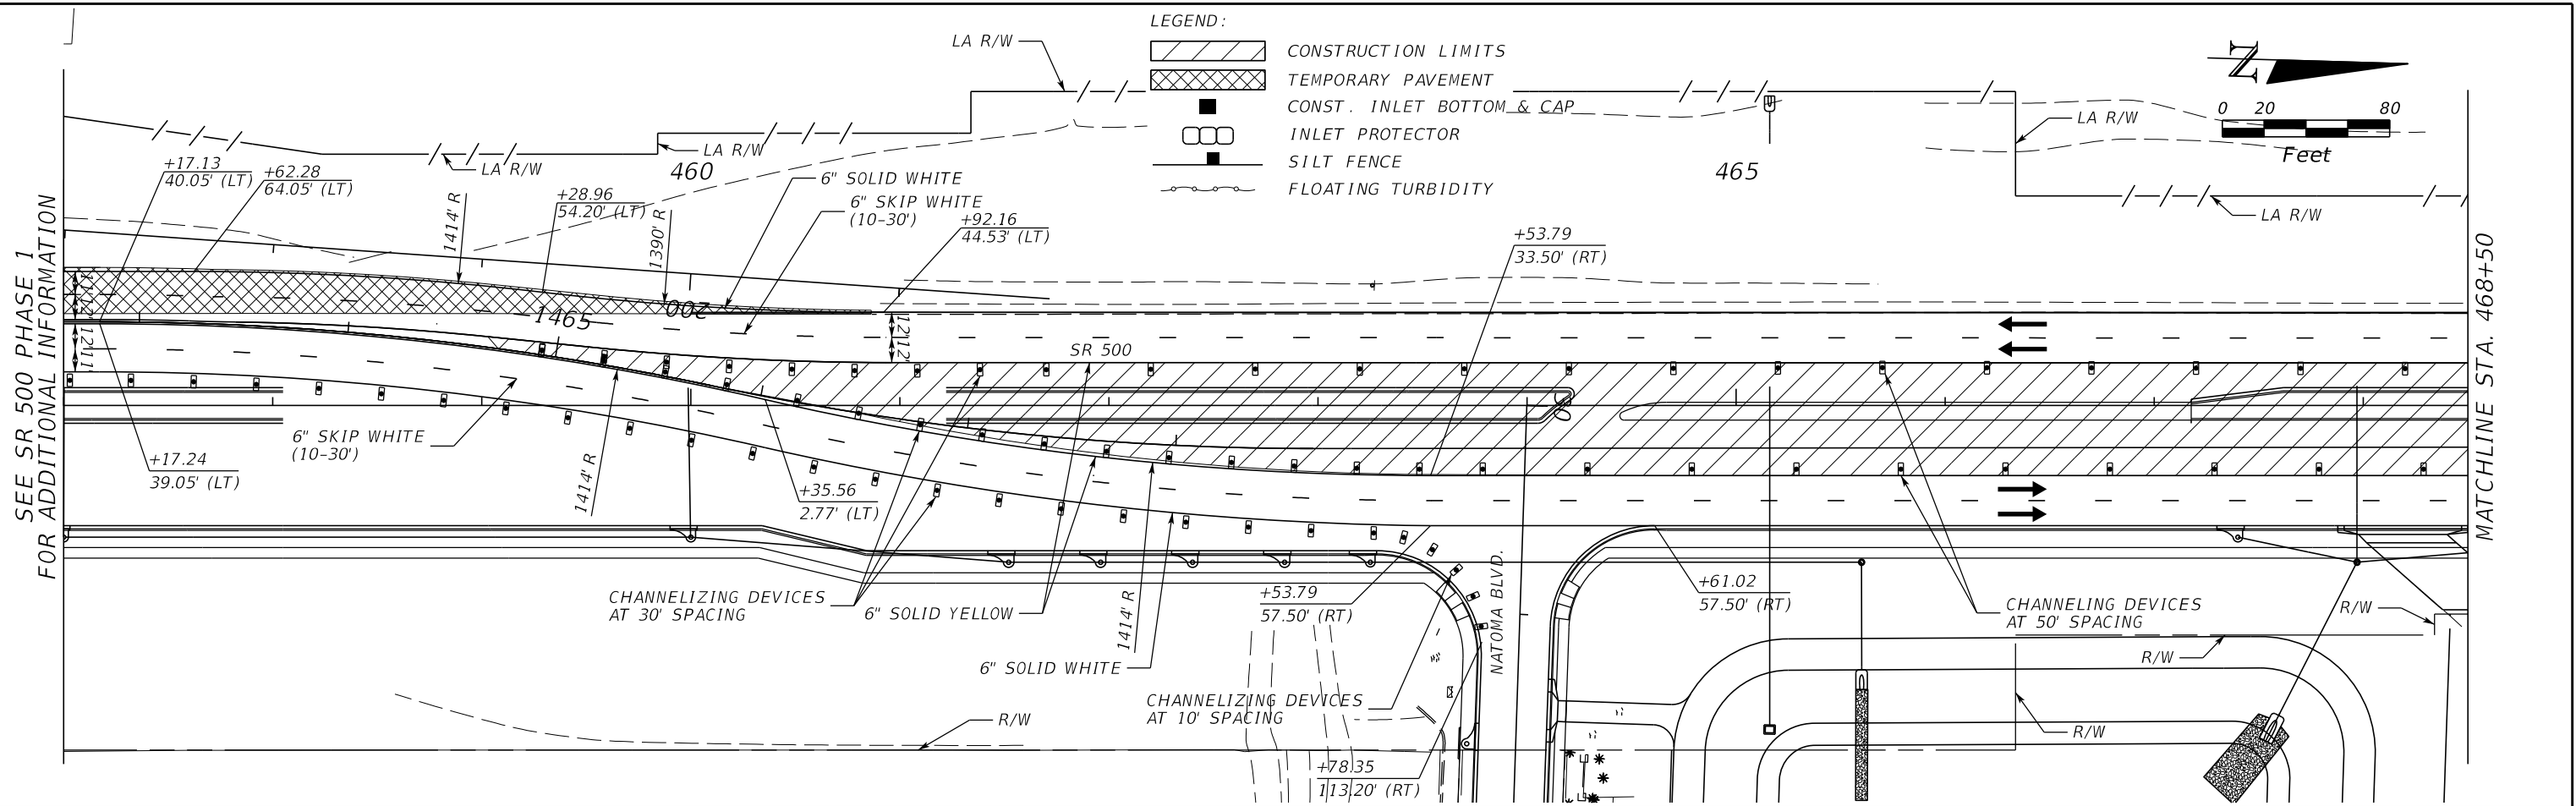 LEGEND:
CONSTRUCTION LIMITS
TEMPORARY PAVEMENT
CONST. INLET BOTTOM & CAP
INLET PROTECTOR
SILT FENCE
FLOATING TURBIDITY
N
0 20 80
Feet
LA R/W
LA R/W
LA R/W
LA R/W
LA R/W
460
465
SEE SR 500 PHASE 1
FOR ADDITIONAL INFORMATION
+17.13
40.05' (LT)
+62.28
64.05' (LT)
1414' R
+28.96
54.20' (LT)
1390' R
6" SOLID WHITE
6" SKIP WHITE
(10-30')
+92.16
44.53' (LT)
+53.79
33.50' (RT)
MATCHLINE STA. 468+50
11'
12'
12'
11'
1465
200
12'
12'
SR 500
6" SKIP WHITE
(10-30')
+17.24
39.05' (LT)
1414' R
+35.56
2.77' (LT)
CHANNELIZING DEVICES
AT 30' SPACING
6" SOLID YELLOW
1414' R
6" SOLID WHITE
+53.79
57.50' (RT)
NATOMA BLVD.
+61.02
57.50' (RT)
CHANNELING DEVICES
AT 50' SPACING
R/W
R/W
R/W
R/W
CHANNELIZING DEVICES
AT 10' SPACING
+78.35
113.20' (RT)